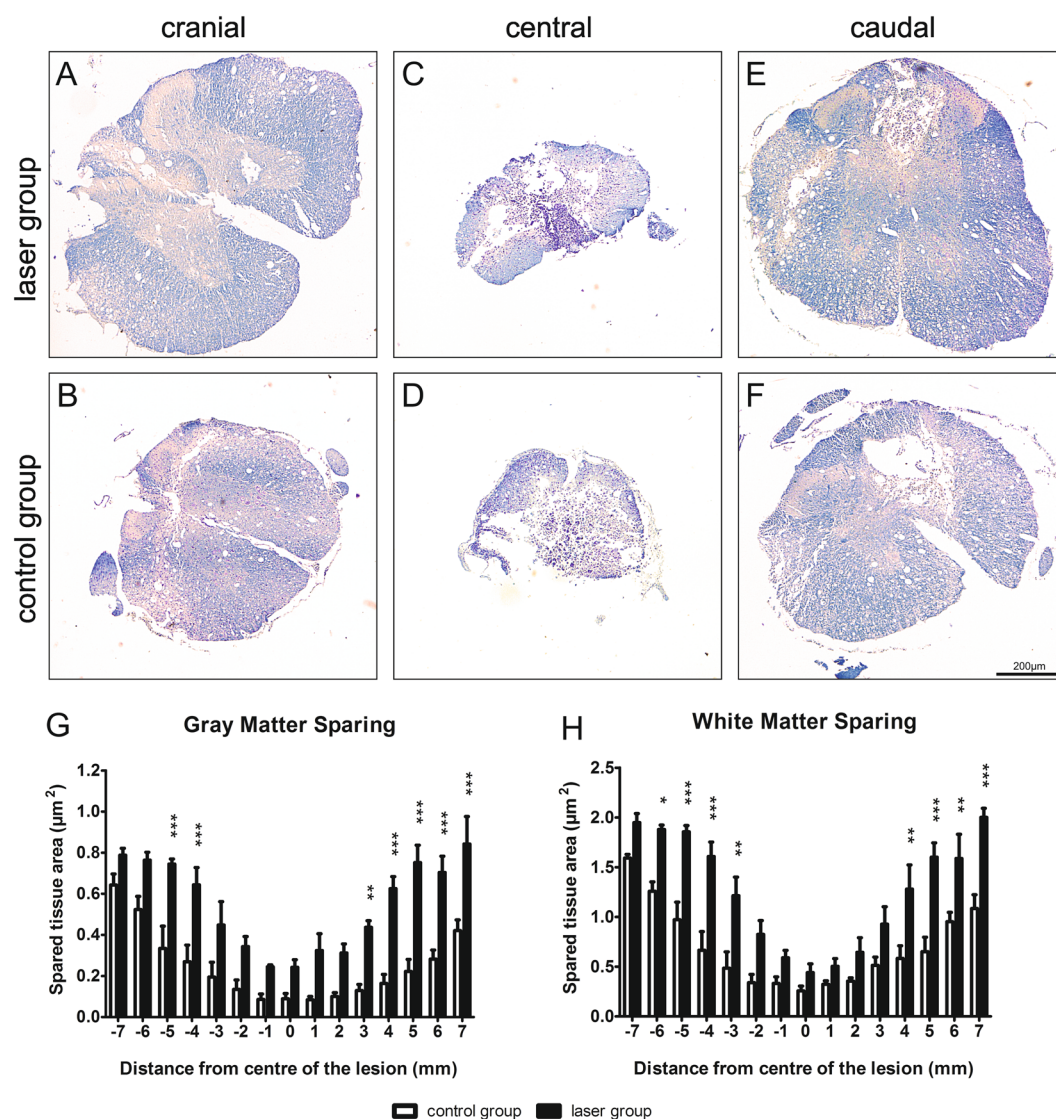 cranial central caudal
laser group
A C E
control group
B D F
200µm
G Gray Matter Sparing
Spared tissue area (µm²)
1.2
0.8
0.6
0.4
0.2
0.0
*** *** ** *** *** *** ***
-7 -6 -5 -4 -3 -2 -1 0 1 2 3 4 5 6 7
Distance from centre of the lesion (mm)
H White Matter Sparing
Spared tissue area (µm²)
2.5
2.0
1.5
1.0
0.5
0.0
* *** *** ** ** *** ** ***
-7 -6 -5 -4 -3 -2 -1 0 1 2 3 4 5 6 7
Distance from centre of the lesion (mm)
control group laser group